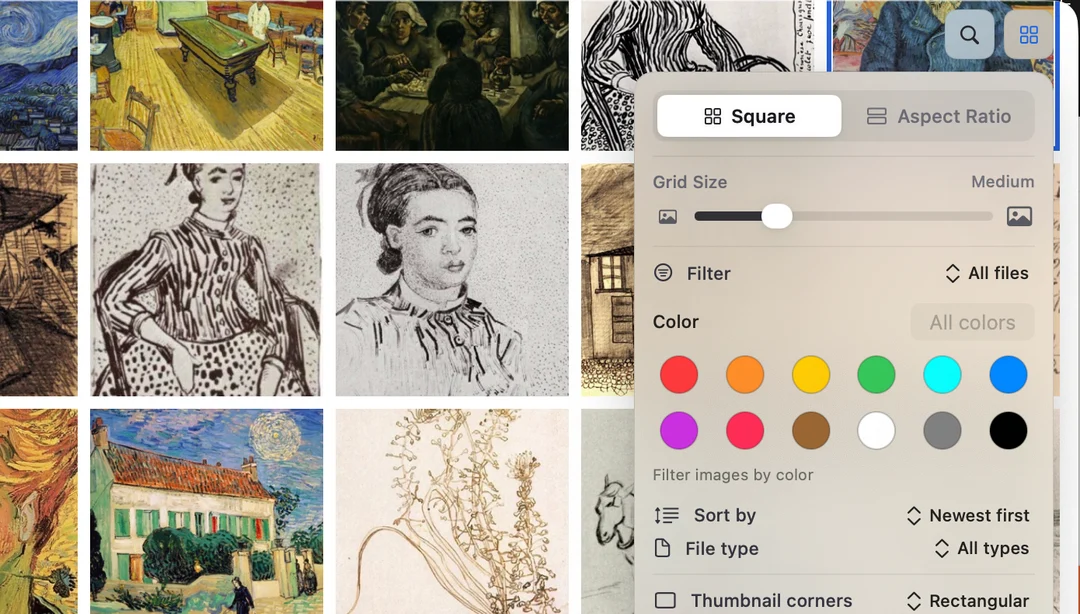 Square
Aspect Ratio
Grid Size
Medium
Filter
All files
Color
All colors
Filter images by color
Sort by
Newest first
File type
All types
Thumbnail corners
Rectangular